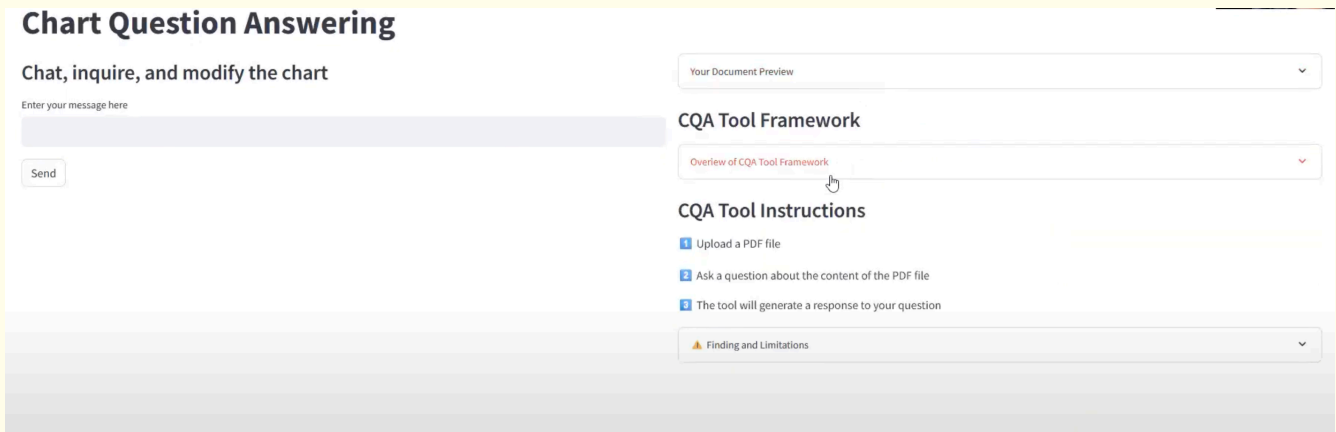 Chart Question Answering
Chat, inquire, and modify the chart
Enter your message here
Send
Your Document Preview
CQA Tool Framework
Overiew of CQA Tool Framework
CQA Tool Instructions
1 Upload a PDF file
2 Ask a question about the content of the PDF file
3 The tool will generate a response to your question
⚠️ Finding and Limitations